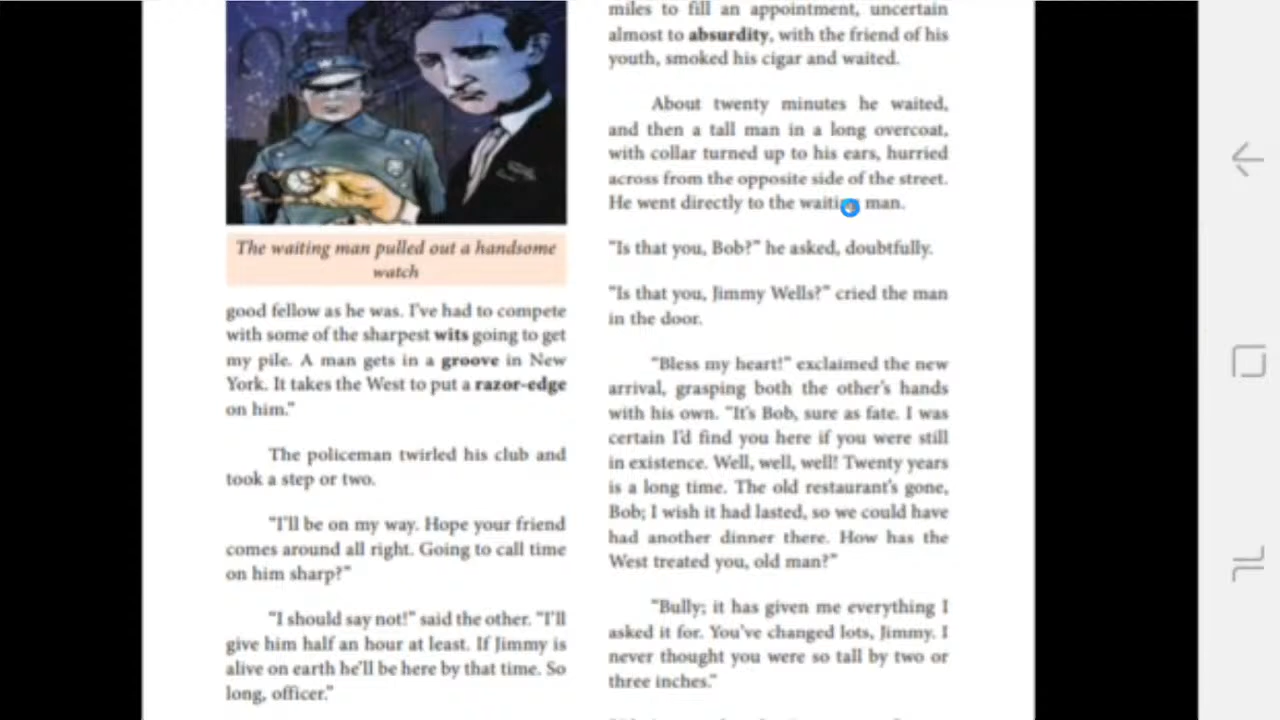 The waiting man pulled out a handsome
watch
good fellow as he was. I've had to compete
with some of the sharpest wits going to get
my pile. A man gets in a groove in New
York. It takes the West to put a razor-edge
on him."
The policeman twirled his club and
took a step or two.
"I'll be on my way. Hope your friend
comes around all right. Going to call time
on him sharp?"
"I should say not!" said the other. "I'll
give him half an hour at least. If Jimmy is
alive on earth he'll be here by that time. So
long, officer."
miles to fill an appointment, uncertain
almost to absurdity, with the friend of his
youth, smoked his cigar and waited.
About twenty minutes he waited,
and then a tall man in a long overcoat,
with collar turned up to his ears, hurried
across from the opposite side of the street.
He went directly to the waiting man.
"Is that you, Bob?" he asked, doubtfully.
"Is that you, Jimmy Wells?" cried the man
in the door.
"Bless my heart!" exclaimed the new
arrival, grasping both the other's hands
with his own. "It's Bob, sure as fate. I was
certain I'd find you here if you were still
in existence. Well, well, well! Twenty years
is a long time. The old restaurant's gone,
Bob; I wish it had lasted, so we could have
had another dinner there. How has the
West treated you, old man?"
"Bully; it has given me everything I
asked it for. You've changed lots, Jimmy. I
never thought you were so tall by two or
three inches."